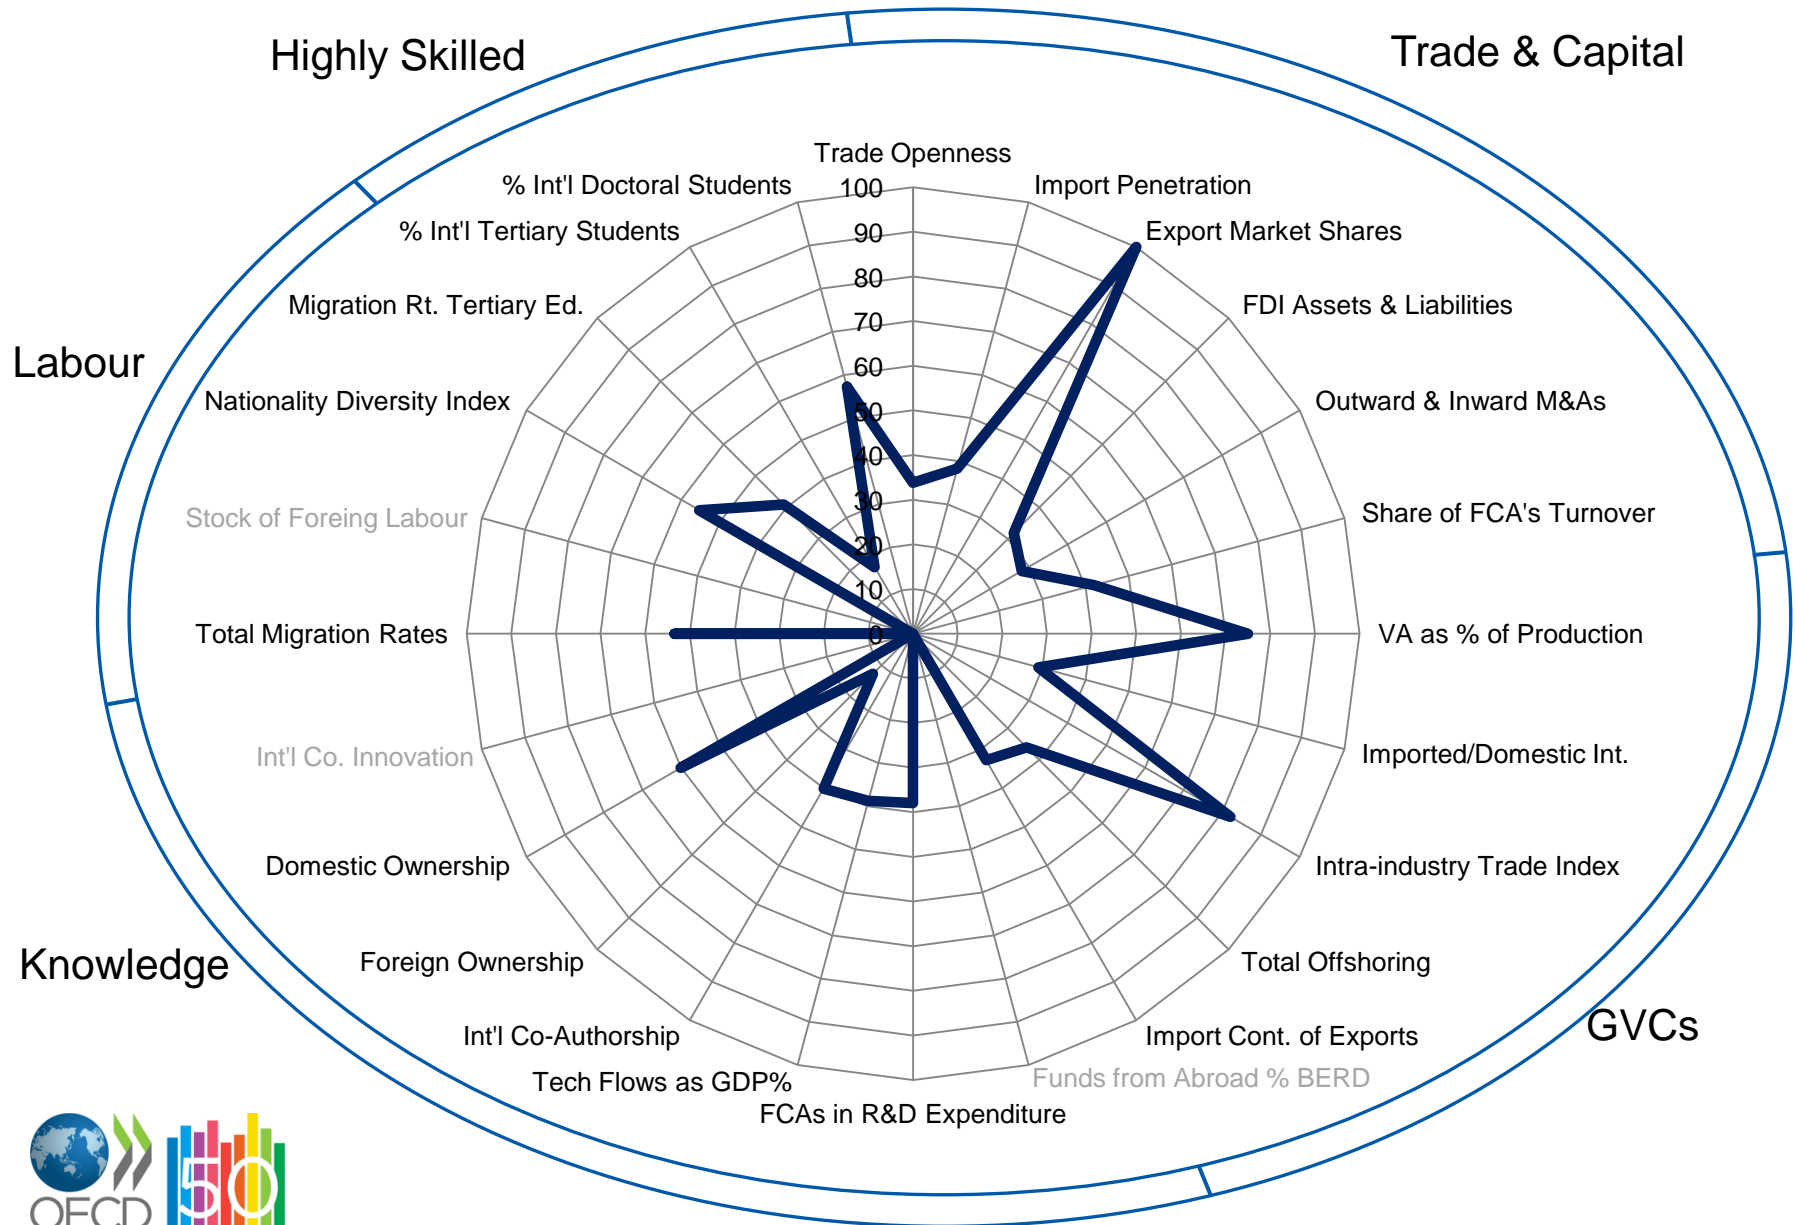 Highly Skilled
Trade & Capital
Trade Openness
% Int'l Doctoral Students
Import Penetration
% Int'l Tertiary Students
Export Market Shares
Migration Rt. Tertiary Ed.
FDI Assets & Liabilities
Labour
Nationality Diversity Index
Outward & Inward M&As
Stock of Foreing Labour
Share of FCA's Turnover
Total Migration Rates
VA as % of Production
Int'l Co. Innovation
Imported/Domestic Int.
Domestic Ownership
Intra-industry Trade Index
Knowledge
Foreign Ownership
Total Offshoring
GVCs
Int'l Co-Authorship
Import Cont. of Exports
Tech Flows as GDP%
Funds from Abroad % BERD
FCAs in R&D Expenditure
100
90
80
70
60
50
40
30
20
10
0
OECD
50